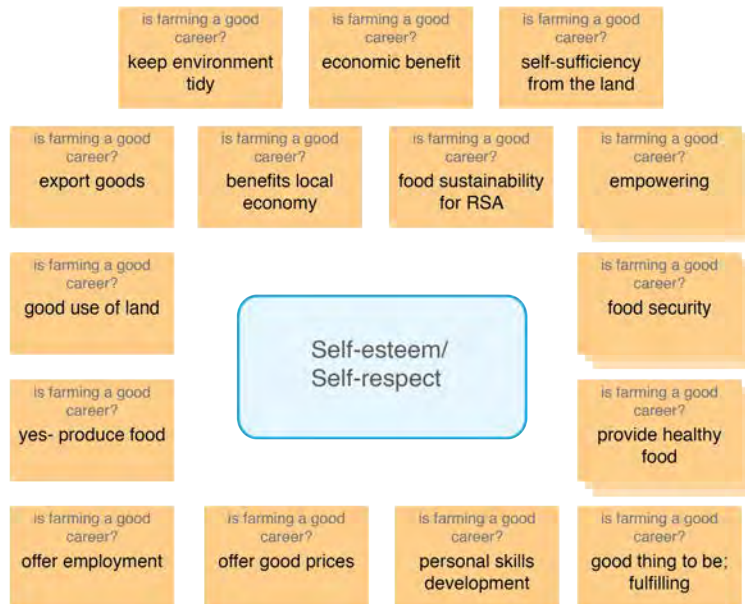 is farming a good
career?
keep environment
tidy
is farming a good
career?
economic benefit
is farming a good
career?
self-sufficiency
from the land
is farming a good
career?
export goods
is farming a good
career?
benefits local
economy
is farming a good
career?
food sustainability
for RSA
is farming a good
career?
empowering
is farming a good
career?
good use of land
Self-esteem/
Self-respect
is farming a good
career?
food security
is farming a good
career?
yes- produce food
is farming a good
career?
provide healthy
food
is farming a good
career?
offer employment
is farming a good
career?
offer good prices
is farming a good
career?
personal skills
development
is farming a good
career?
good thing to be;
fulfilling